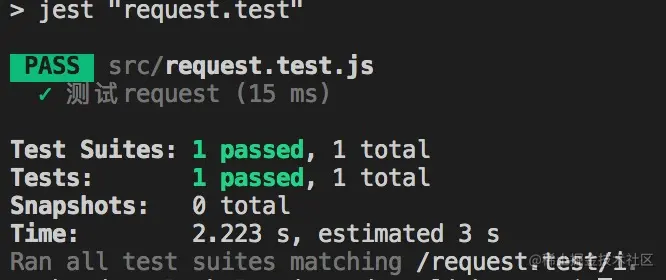 > jest "request.test"
PASS src/request.test.js
✓ 测试request (15 ms)
Test Suites: 1 passed, 1 total
Tests: 1 passed, 1 total
Snapshots: 0 total
Time: 2.223 s, estimated 3 s
Ran all test suites matching /request.test/i.
@稀土掘金技术社区